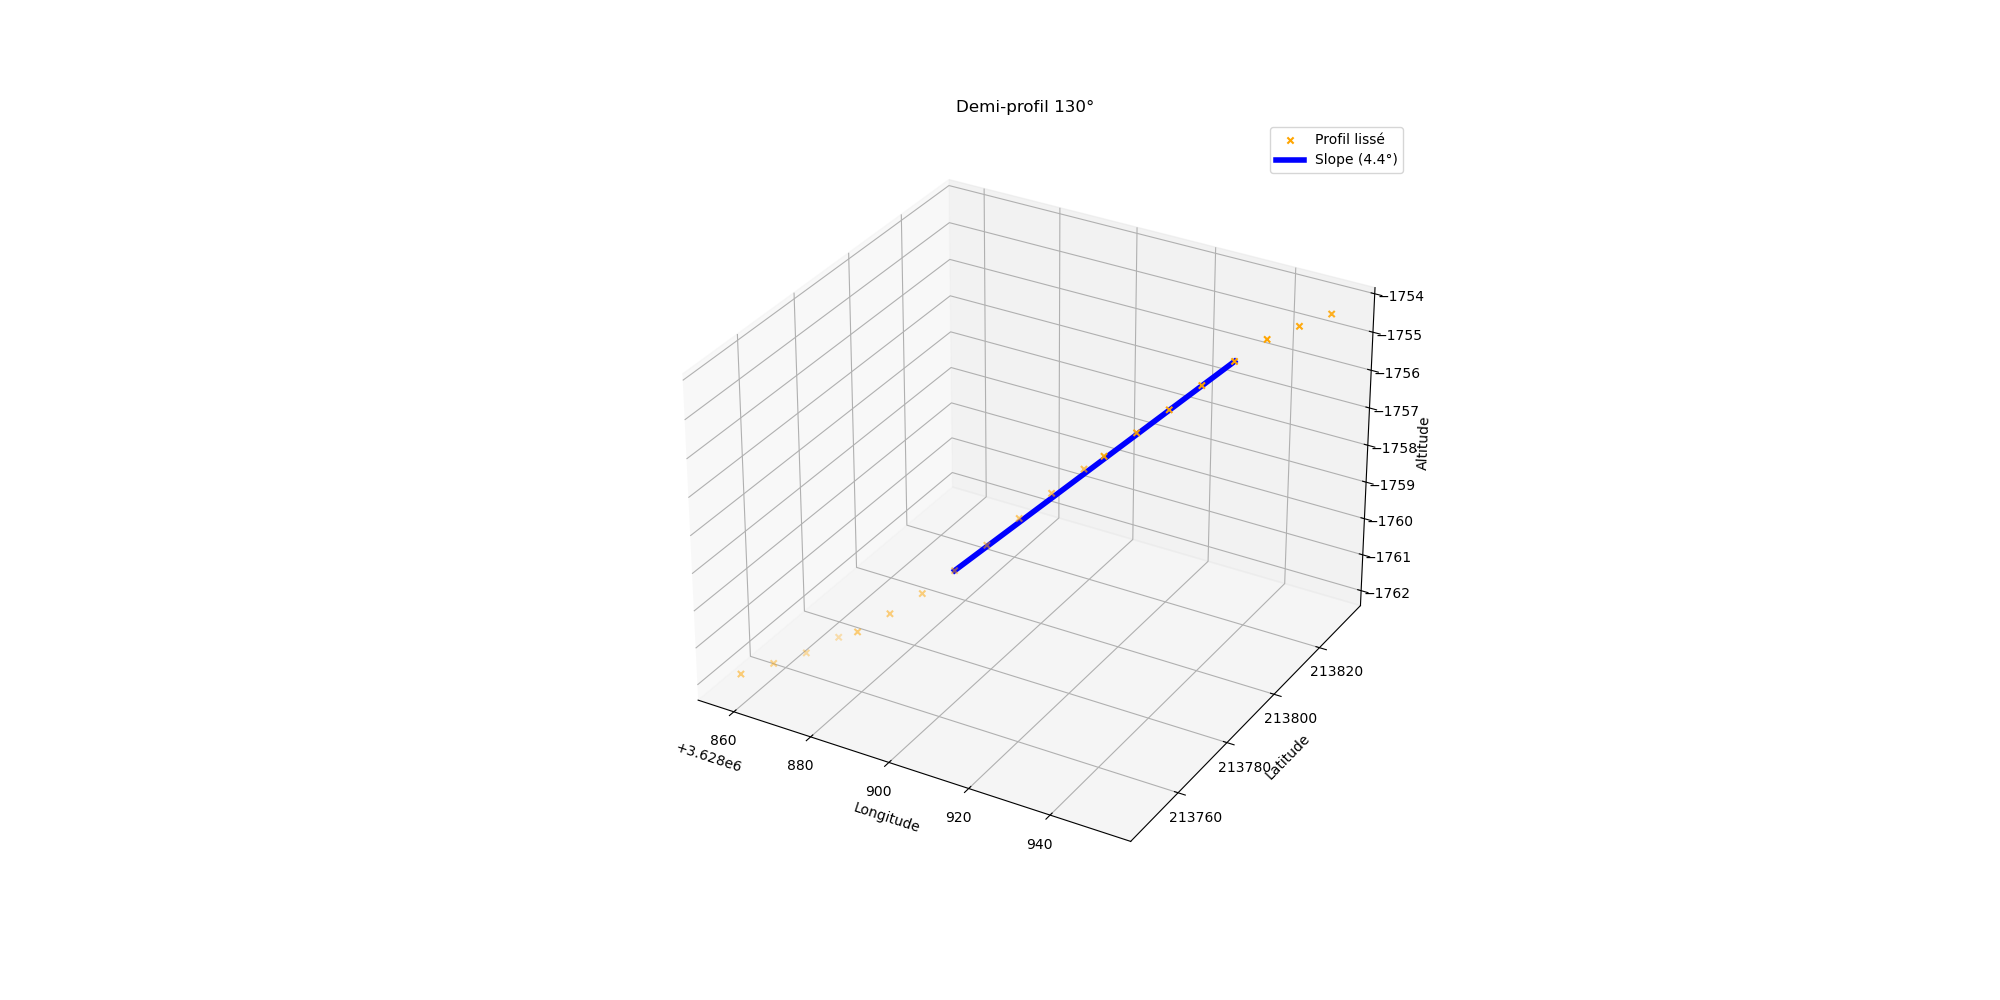 Demi-profil 130°
Profil lissé
Slope (4.4°)
−1754
−1755
−1756
−1757
−1758
−1759
−1760
−1761
−1762
Altitude
213820
213800
213780
213760
Latitude
860
880
900
920
940
+3.628e6
Longitude